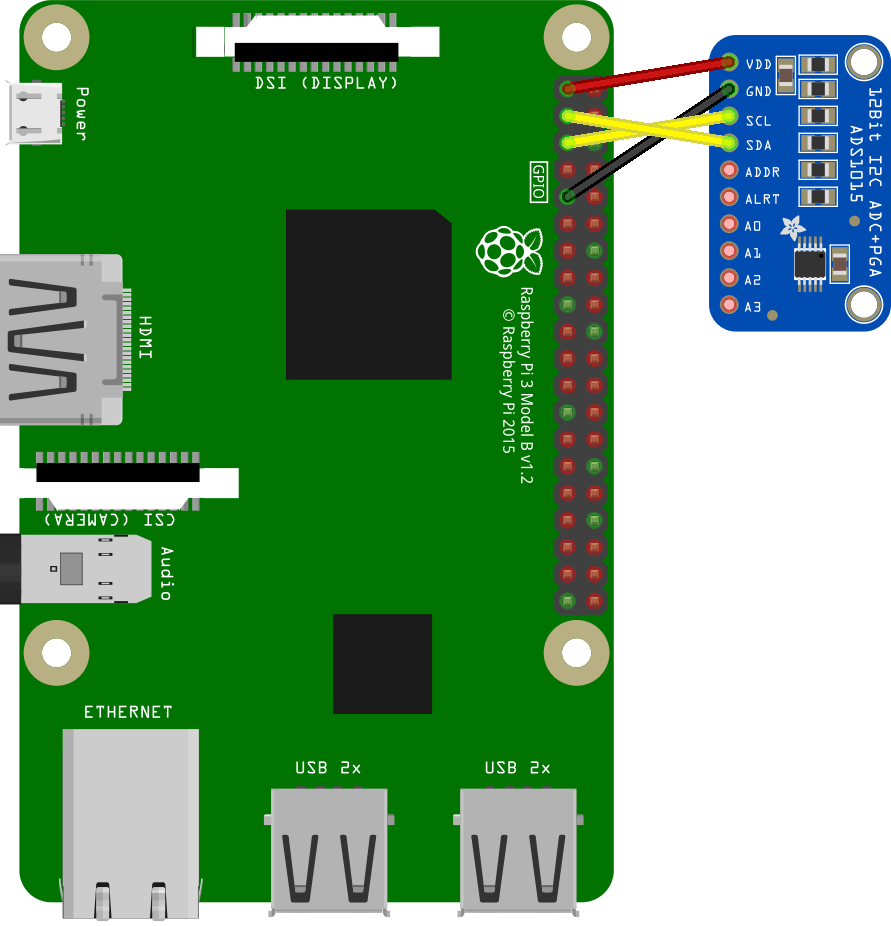 DSI (DISPLAY)
Power
HDMI
CSI (CAMERA)
Audio
ETHERNET
USB 2x
USB 2x
GPIO
Raspberry Pi 3 Model B v1.2
© Raspberry Pi 2015
VDD
GND
SCL
SDA
ADDR
ALRT
A0
A1
A2
A3
12Bit I2C ADC+PGA
ADS1015